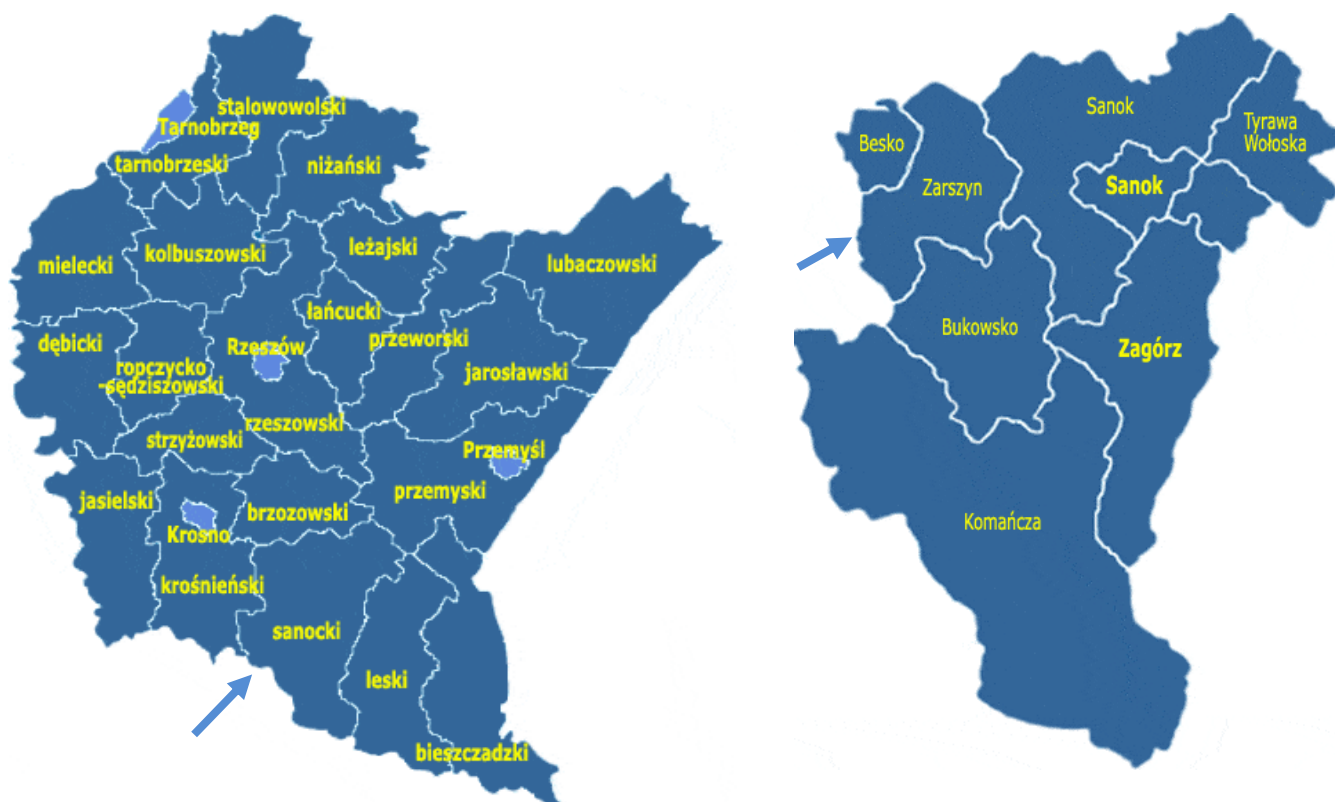 stalowowolski
Tarnobrzeg
tarnobrzeski
niżański
mielecki
kolbuszowski
leżajski
lubaczowski
łańcucki
dębicki
Rzeszów
przeworski
ropczycko
-sędziszowski
jarosławski
strzyżowski
rzeszowski
Przemyśl
jasielski
przemyski
brzozowski
Krosno
krośnieński
sanocki
leski
bieszczadzki
Sanok
Besko
Tyrawa
Wołoska
Zarszyn
Sanok
Bukowsko
Zagórz
Komańcza